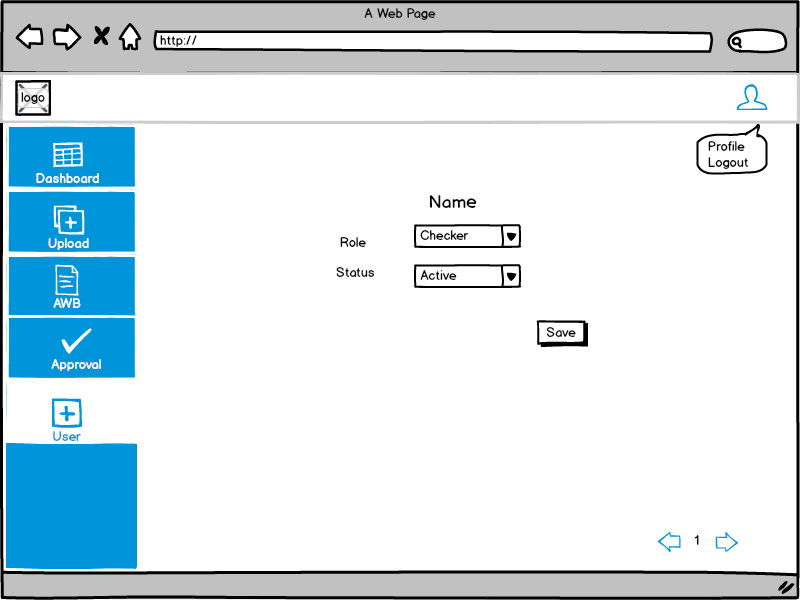 A Web Page
http://
logo
Profile
Logout
Dashboard
Upload
AWB
Approval
User
Name
Role
Checker
Status
Active
Save
1